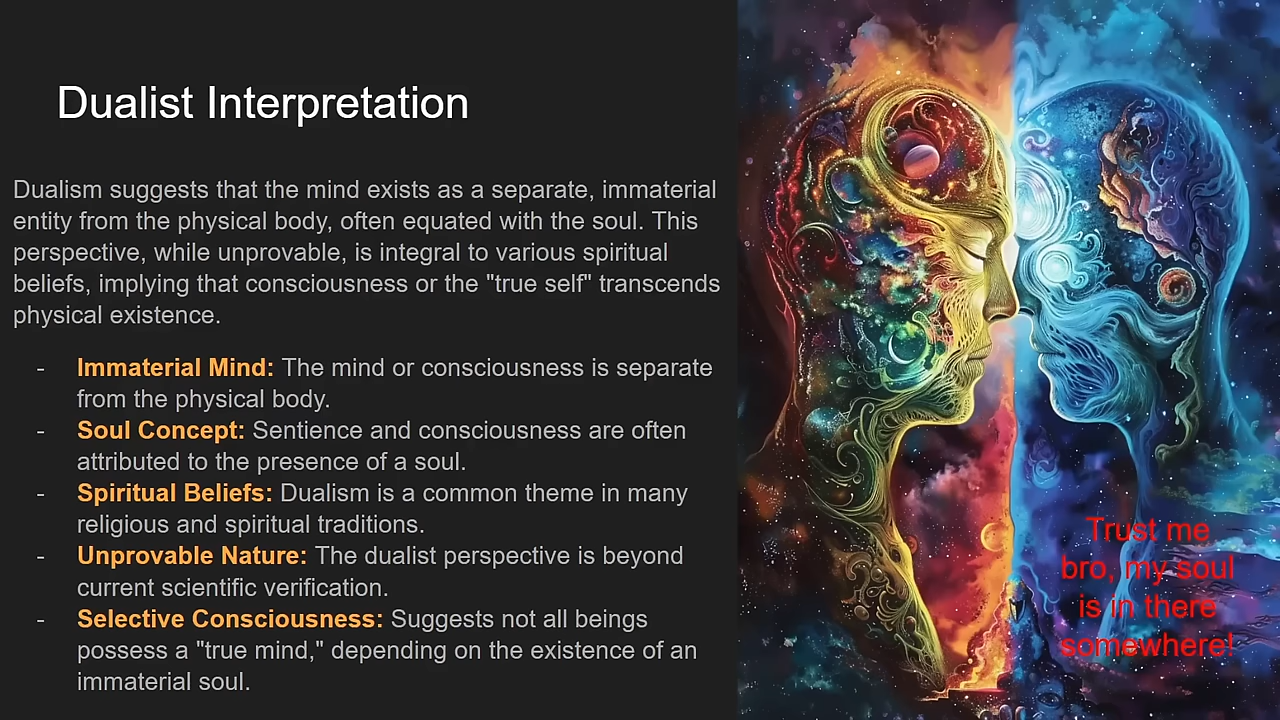 Dualist Interpretation
Dualism suggests that the mind exists as a separate, immaterial
entity from the physical body, often equated with the soul. This
perspective, while unprovable, is integral to various spiritual
beliefs, implying that consciousness or the "true self" transcends
physical existence.
- Immaterial Mind: The mind or consciousness is separate
from the physical body.
- Soul Concept: Sentience and consciousness are often
attributed to the presence of a soul.
- Spiritual Beliefs: Dualism is a common theme in many
religious and spiritual traditions.
- Unprovable Nature: The dualist perspective is beyond
current scientific verification.
- Selective Consciousness: Suggests not all beings
possess a "true mind," depending on the existence of an
immaterial soul.
Trust me
bro, my soul
is in there
somewhere!